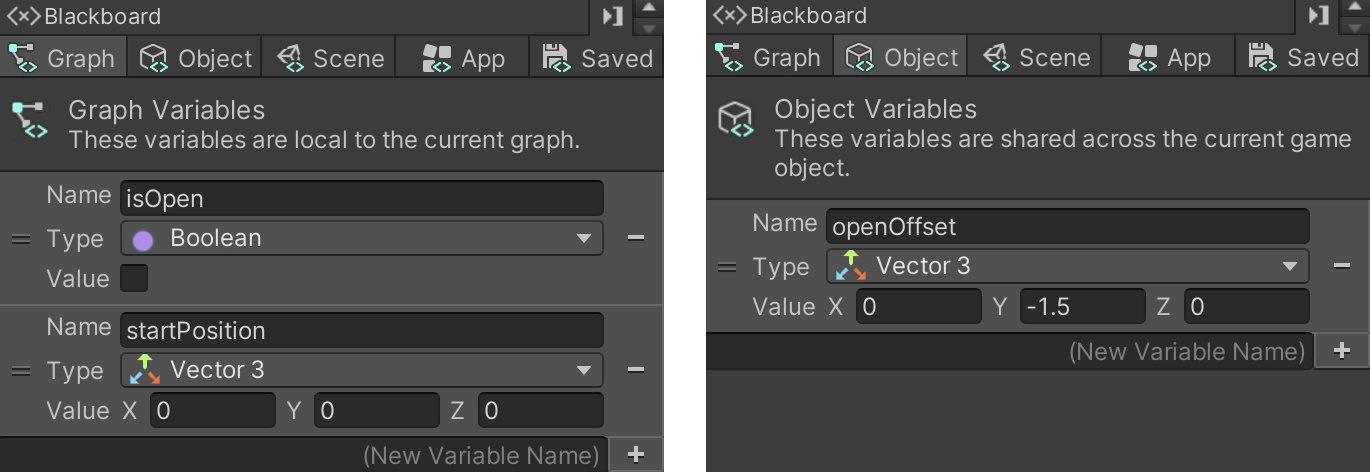 Blackboard
Graph Object Scene App Saved
Graph Variables
These variables are local to the current graph.
Name isOpen
Type Boolean
Value
Name startPosition
Type Vector 3
Value X 0 Y 0 Z 0
(New Variable Name)
Blackboard
Graph Object Scene App Saved
Object Variables
These variables are shared across the current game
object.
Name openOffset
Type Vector 3
Value X 0 Y -1.5 Z 0
(New Variable Name)